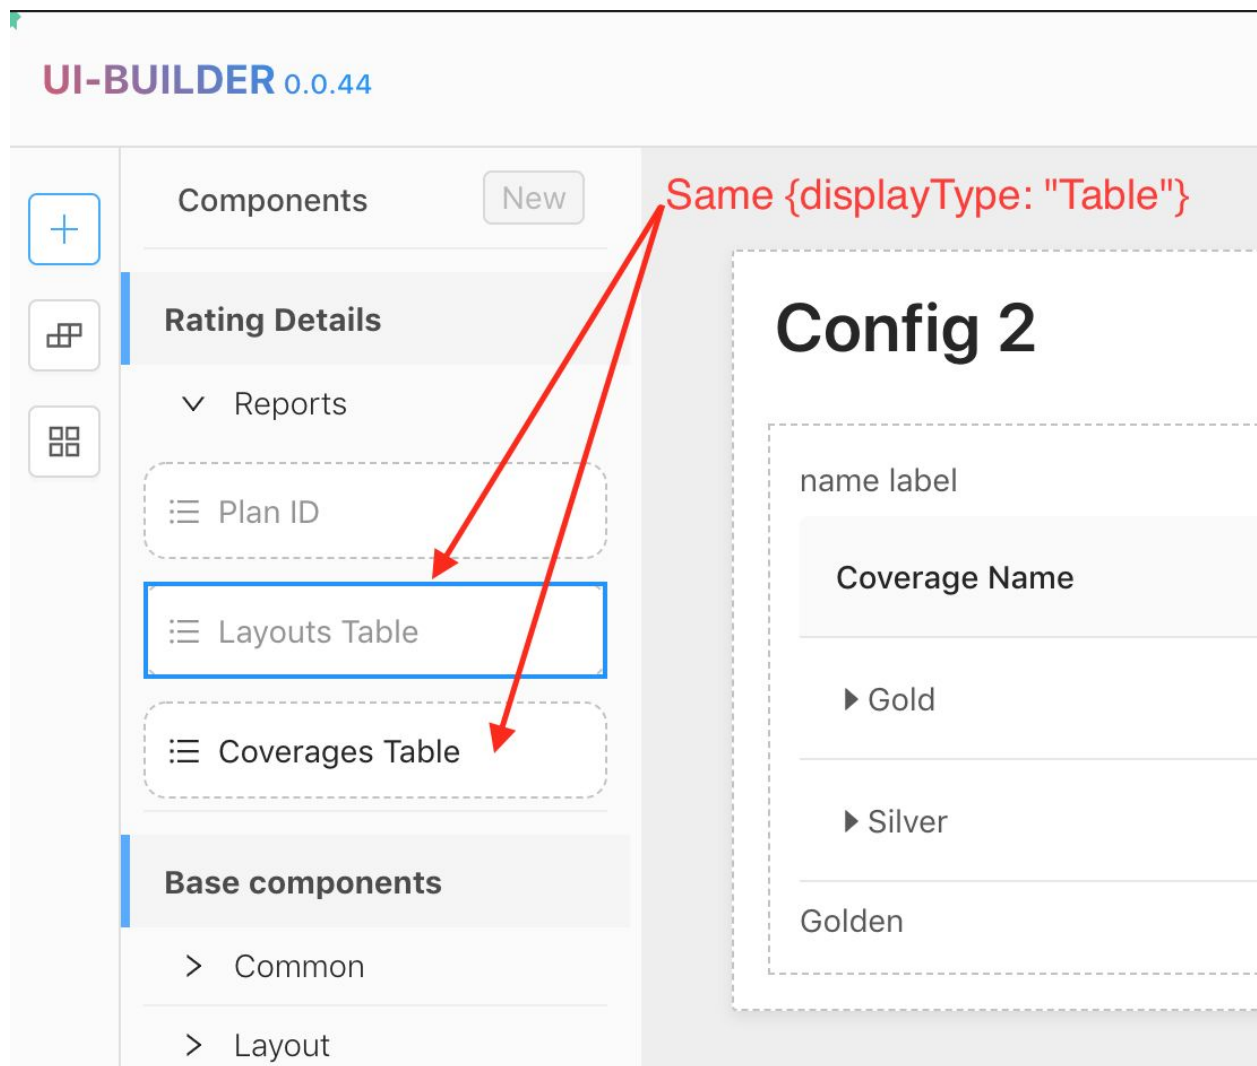 UI-BUILDER 0.0.44
Components
New
Same {displayType: "Table"}
Rating Details
Reports
Plan ID
Layouts Table
Coverages Table
Base components
Common
Layout
Config 2
name label
Coverage Name
Gold
Silver
Golden